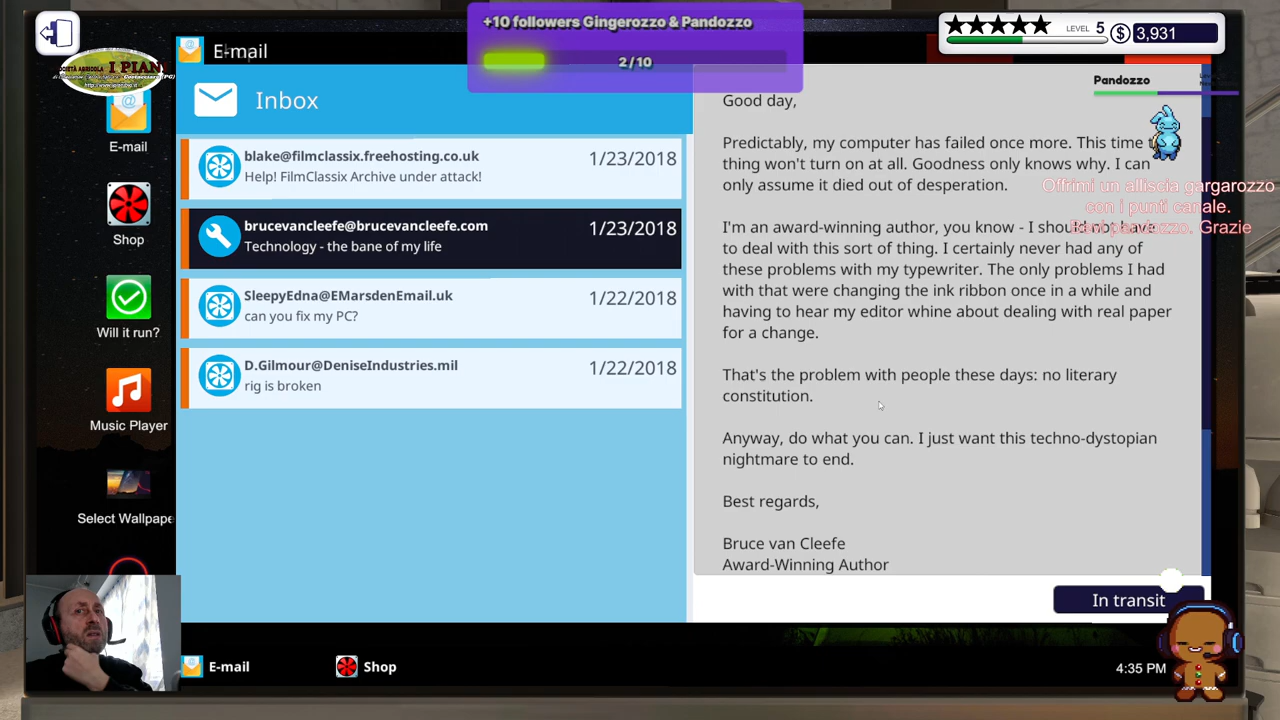 +10 followers Gingerozzo & Pandozzo
2/10
LEVEL 5
$ 3,931
E-mail
SOCIETÀ AGRICOLA I PIANI
Inbox
Good day,
Predictably, my computer has failed once more. This time
thing won't turn on at all. Goodness only knows why. I can
only assume it died out of desperation.
I'm an award-winning author, you know - I should not have
to deal with this sort of thing. I certainly never had any of
these problems with my typewriter. The only problems I had
with that were changing the ink ribbon once in a while and
having to hear my editor whine about dealing with real paper
for a change.
That's the problem with people these days: no literary
constitution.
Anyway, do what you can. I just want this techno-dystopian
nightmare to end.
Best regards,
Bruce van Cleefe
Award-Winning Author
In transit
Pandozzo
Offrimi un alliscia gargarozzo
con i punti canale.
Beni pandozzo. Grazie
blake@filmclassix.freehosting.co.uk
1/23/2018
Help! FilmClassix Archive under attack!
brucevancleefe@brucevancleefe.com
1/23/2018
Technology - the bane of my life
SleepyEdna@EMarsdenEmail.uk
1/22/2018
can you fix my PC?
D.Gilmour@DeniseIndustries.mil
1/22/2018
rig is broken
E-mail
Shop
Will it run?
Music Player
Select Wallpape
E-mail
Shop
4:35 PM